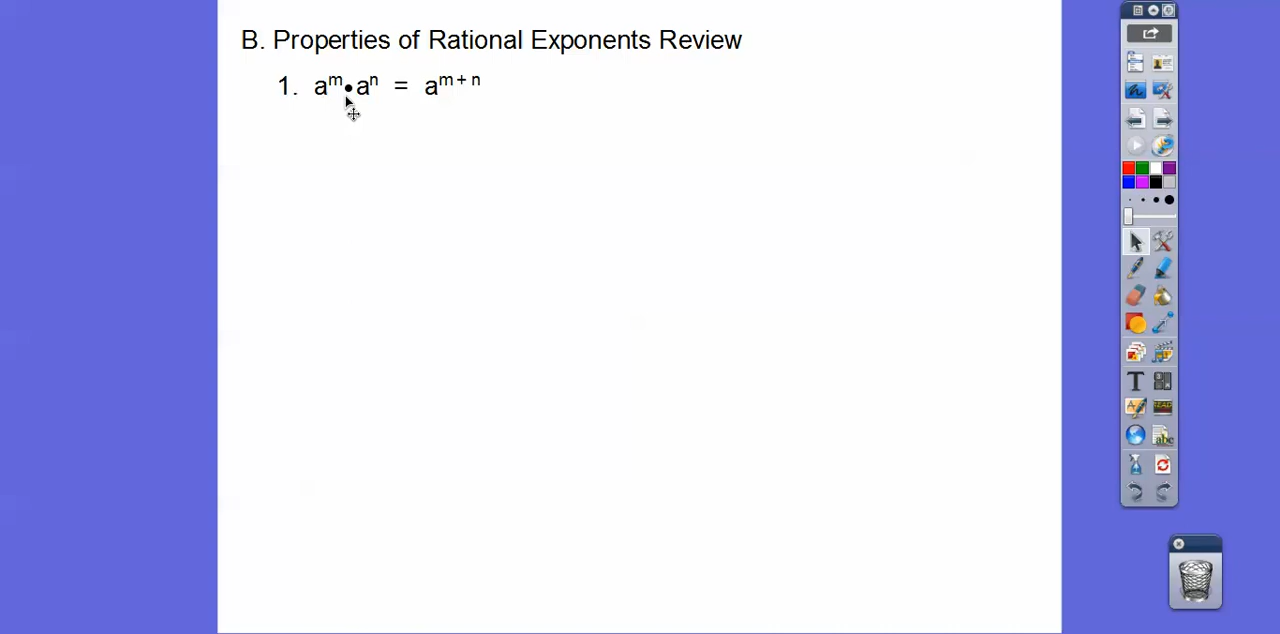 B. Properties of Rational Exponents Review
1. aᵐ•aⁿ = aᵐ⁺ⁿ